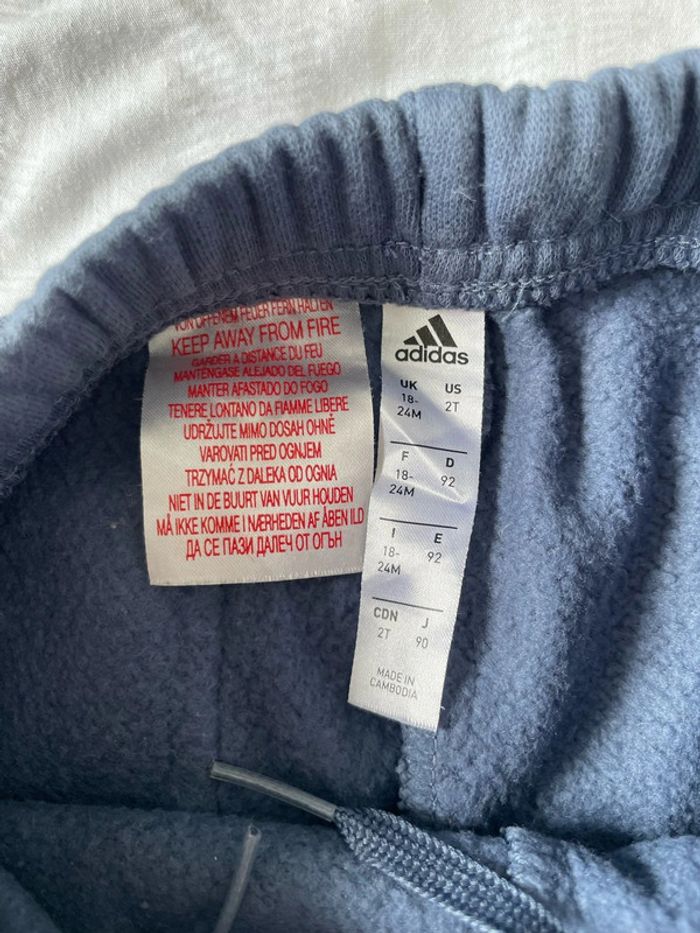 VON OFFENEM FEUER FERN HALTEN
KEEP AWAY FROM FIRE
GARDER A DISTANCE DU FEU
MANTENGASE ALEJADO DEL FUEGO
MANTER AFASTADO DO FOGO
TENERE LONTANO DA FIAMME LIBERE
UDRŽUJTE MIMO DOSAH OHNĚ
VAROVATI PRED OGNJEM
TRZYMAĆ Z DALEKA OD OGNIA
NIET IN DE BUURT VAN VUUR HOUDEN
MÅ IKKE KOMME I NÆRHEDEN AF ÅBEN ILD
ДА СЕ ПАЗИ ДАЛЕЧ ОТ ОГЪН
adidas
UK US
18- 2T
24M
F D
18- 92
24M
I E
18- 92
24M
CDN J
2T 90
MADE IN
CAMBODIA